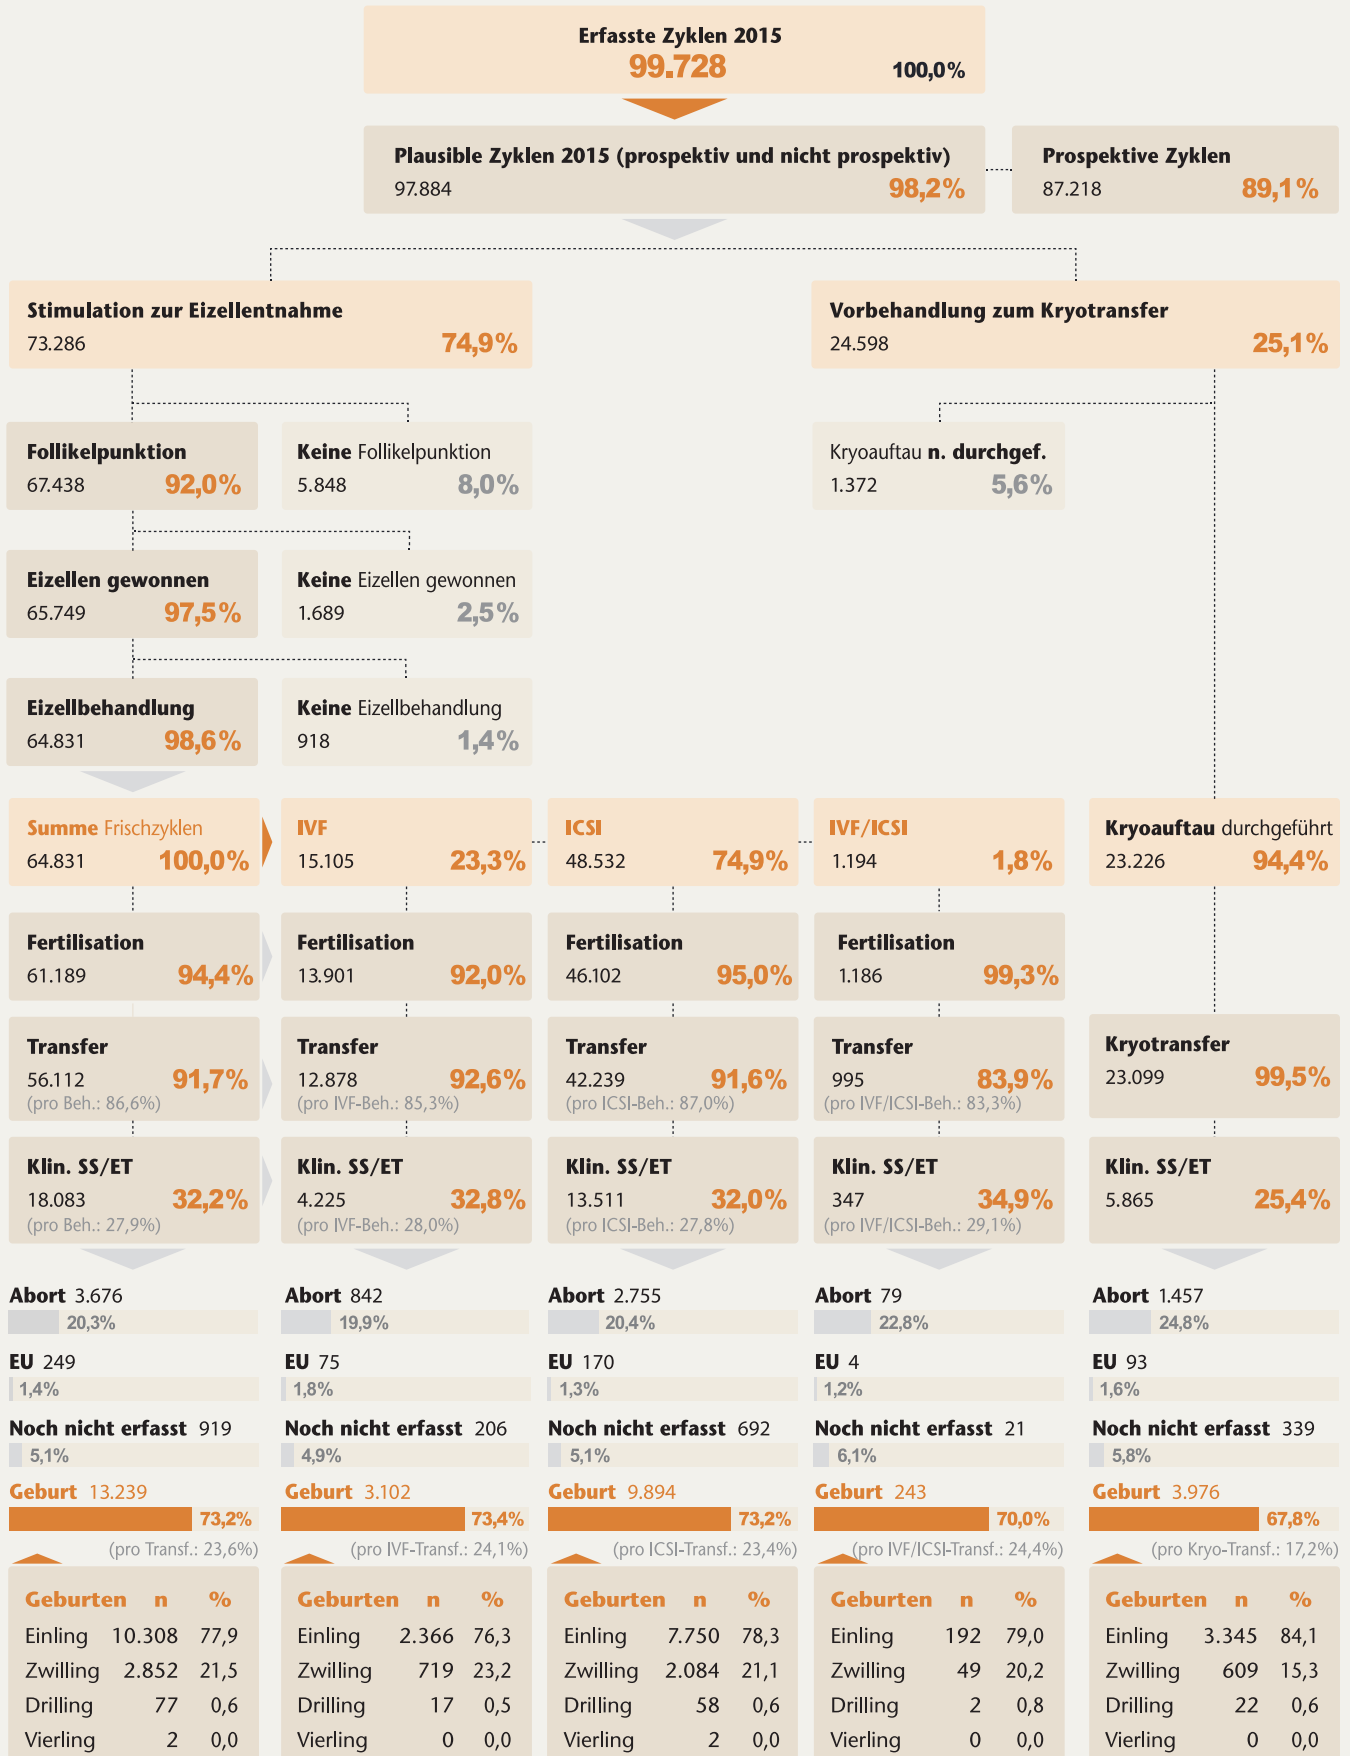 Erfasste Zyklen 2015
99.728 100,0%
Plausible Zyklen 2015 (prospektiv und nicht prospektiv)
97.884 98,2%
Prospektive Zyklen
87.218 89,1%
Stimulation zur Eizellentnahme
73.286 74,9%
Vorbehandlung zum Kryotransfer
24.598 25,1%
Follikelpunktion
67.438 92,0%
Keine Follikelpunktion
5.848 8,0%
Kryoauftau n. durchgef.
1.372 5,6%
Eizellen gewonnen
65.749 97,5%
Keine Eizellen gewonnen
1.689 2,5%
Eizellbehandlung
64.831 98,6%
Keine Eizellbehandlung
918 1,4%
Summe Frischzyklen
64.831 100,0%
IVF
15.105 23,3%
ICSI
48.532 74,9%
IVF/ICSI
1.194 1,8%
Kryoauftau durchgeführt
23.226 94,4%
Fertilisation
61.189 94,4%
Fertilisation
13.901 92,0%
Fertilisation
46.102 95,0%
Fertilisation
1.186 99,3%
Transfer
56.112 91,7%
(pro Beh.: 86,6%)
Transfer
12.878 92,6%
(pro IVF-Beh.: 85,3%)
Transfer
42.239 91,6%
(pro ICSI-Beh.: 87,0%)
Transfer
995 83,9%
(pro IVF/ICSI-Beh.: 83,3%)
Kryotransfer
23.099 99,5%
Klin. SS/ET
18.083 32,2%
(pro Beh.: 27,9%)
Klin. SS/ET
4.225 32,8%
(pro IVF-Beh.: 28,0%)
Klin. SS/ET
13.511 32,0%
(pro ICSI-Beh.: 27,8%)
Klin. SS/ET
347 34,9%
(pro IVF/ICSI-Beh.: 29,1%)
Klin. SS/ET
5.865 25,4%
Abort 3.676
20,3%
EU 249
1,4%
Noch nicht erfasst 919
5,1%
Geburt 13.239
73,2%
(pro Transf.: 23,6%)
Geburten n %
Einling 10.308 77,9
Zwilling 2.852 21,5
Drilling 77 0,6
Vierling 2 0,0
Abort 842
19,9%
EU 75
1,8%
Noch nicht erfasst 206
4,9%
Geburt 3.102
73,4%
(pro IVF-Transf.: 24,1%)
Geburten n %
Einling 2.366 76,3
Zwilling 719 23,2
Drilling 17 0,5
Vierling 0 0,0
Abort 2.755
20,4%
EU 170
1,3%
Noch nicht erfasst 692
5,1%
Geburt 9.894
73,2%
(pro ICSI-Transf.: 23,4%)
Geburten n %
Einling 7.750 78,3
Zwilling 2.084 21,1
Drilling 58 0,6
Vierling 2 0,0
Abort 79
22,8%
EU 4
1,2%
Noch nicht erfasst 21
6,1%
Geburt 243
70,0%
(pro IVF/ICSI-Transf.: 24,4%)
Geburten n %
Einling 192 79,0
Zwilling 49 20,2
Drilling 2 0,8
Vierling 0 0,0
Abort 1.457
24,8%
EU 93
1,6%
Noch nicht erfasst 339
5,8%
Geburt 3.976
67,8%
(pro Kryo-Transf.: 17,2%)
Geburten n %
Einling 3.345 84,1
Zwilling 609 15,3
Drilling 22 0,6
Vierling 0 0,0